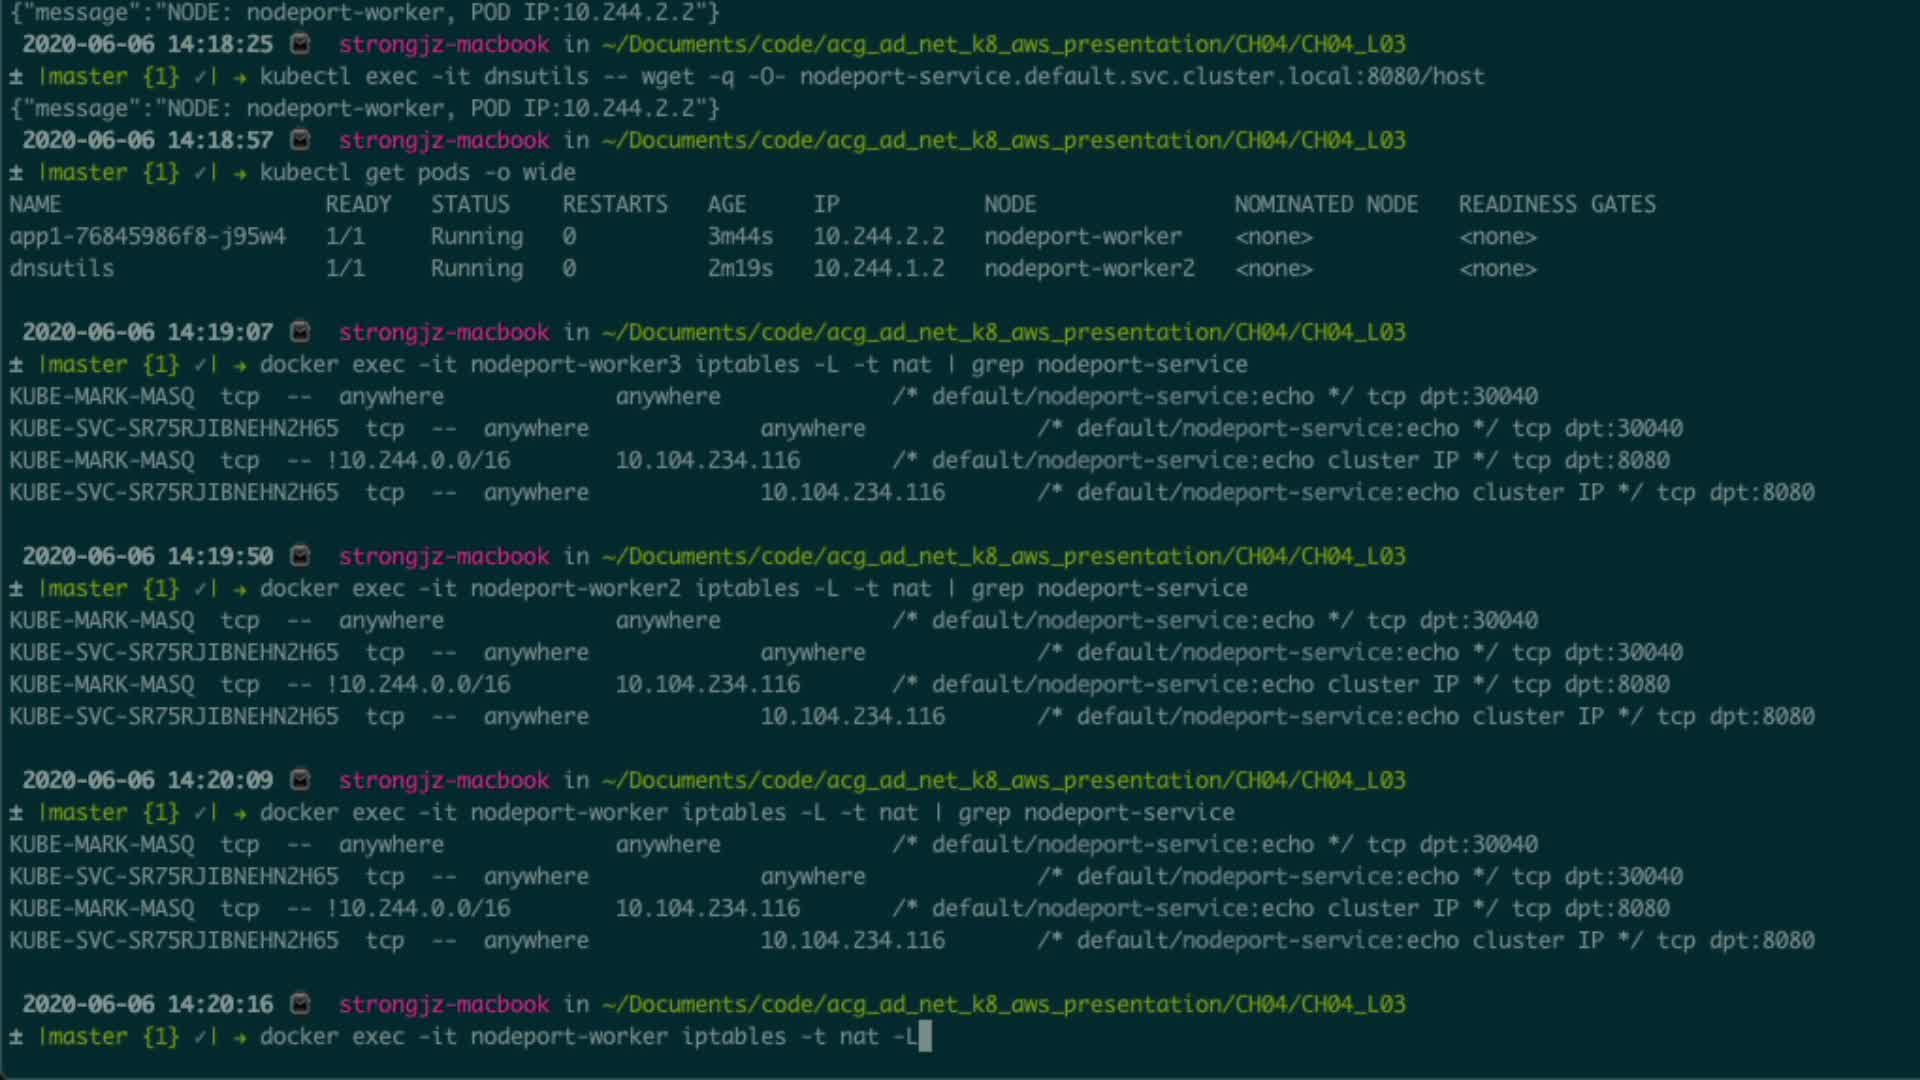 {"message":"NODE: nodeport-worker, POD IP:10.244.2.2"}
2020-06-06 14:18:25 strongjz-macbook in ~/Documents/code/acg_ad_net_k8_aws_presentation/CH04/CH04_L03
± |master {1} ✓| → kubectl exec -it dnsutils -- wget -q -O- nodeport-service.default.svc.cluster.local:8080/host
{"message":"NODE: nodeport-worker, POD IP:10.244.2.2"}
2020-06-06 14:18:57 strongjz-macbook in ~/Documents/code/acg_ad_net_k8_aws_presentation/CH04/CH04_L03
± |master {1} ✓| → kubectl get pods -o wide
NAME READY STATUS RESTARTS AGE IP NODE NOMINATED NODE READINESS GATES
app1-76845986f8-j95w4 1/1 Running 0 3m44s 10.244.2.2 nodeport-worker <none> <none>
dnsutils 1/1 Running 0 2m19s 10.244.1.2 nodeport-worker2 <none> <none>
2020-06-06 14:19:07 strongjz-macbook in ~/Documents/code/acg_ad_net_k8_aws_presentation/CH04/CH04_L03
± |master {1} ✓| → docker exec -it nodeport-worker3 iptables -L -t nat | grep nodeport-service
KUBE-MARK-MASQ tcp -- anywhere anywhere /* default/nodeport-service:echo */ tcp dpt:30040
KUBE-SVC-SR75RJIBNEHN2H65 tcp -- anywhere anywhere /* default/nodeport-service:echo */ tcp dpt:30040
KUBE-MARK-MASQ tcp -- !10.244.0.0/16 10.104.234.116 /* default/nodeport-service:echo cluster IP */ tcp dpt:8080
KUBE-SVC-SR75RJIBNEHN2H65 tcp -- anywhere 10.104.234.116 /* default/nodeport-service:echo cluster IP */ tcp dpt:8080
2020-06-06 14:19:50 strongjz-macbook in ~/Documents/code/acg_ad_net_k8_aws_presentation/CH04/CH04_L03
± |master {1} ✓| → docker exec -it nodeport-worker2 iptables -L -t nat | grep nodeport-service
KUBE-MARK-MASQ tcp -- anywhere anywhere /* default/nodeport-service:echo */ tcp dpt:30040
KUBE-SVC-SR75RJIBNEHN2H65 tcp -- anywhere anywhere /* default/nodeport-service:echo */ tcp dpt:30040
KUBE-MARK-MASQ tcp -- !10.244.0.0/16 10.104.234.116 /* default/nodeport-service:echo cluster IP */ tcp dpt:8080
KUBE-SVC-SR75RJIBNEHN2H65 tcp -- anywhere 10.104.234.116 /* default/nodeport-service:echo cluster IP */ tcp dpt:8080
2020-06-06 14:20:09 strongjz-macbook in ~/Documents/code/acg_ad_net_k8_aws_presentation/CH04/CH04_L03
± |master {1} ✓| → docker exec -it nodeport-worker iptables -L -t nat | grep nodeport-service
KUBE-MARK-MASQ tcp -- anywhere anywhere /* default/nodeport-service:echo */ tcp dpt:30040
KUBE-SVC-SR75RJIBNEHN2H65 tcp -- anywhere anywhere /* default/nodeport-service:echo */ tcp dpt:30040
KUBE-MARK-MASQ tcp -- !10.244.0.0/16 10.104.234.116 /* default/nodeport-service:echo cluster IP */ tcp dpt:8080
KUBE-SVC-SR75RJIBNEHN2H65 tcp -- anywhere 10.104.234.116 /* default/nodeport-service:echo cluster IP */ tcp dpt:8080
2020-06-06 14:20:16 strongjz-macbook in ~/Documents/code/acg_ad_net_k8_aws_presentation/CH04/CH04_L03
± |master {1} ✓| → docker exec -it nodeport-worker iptables -t nat -L